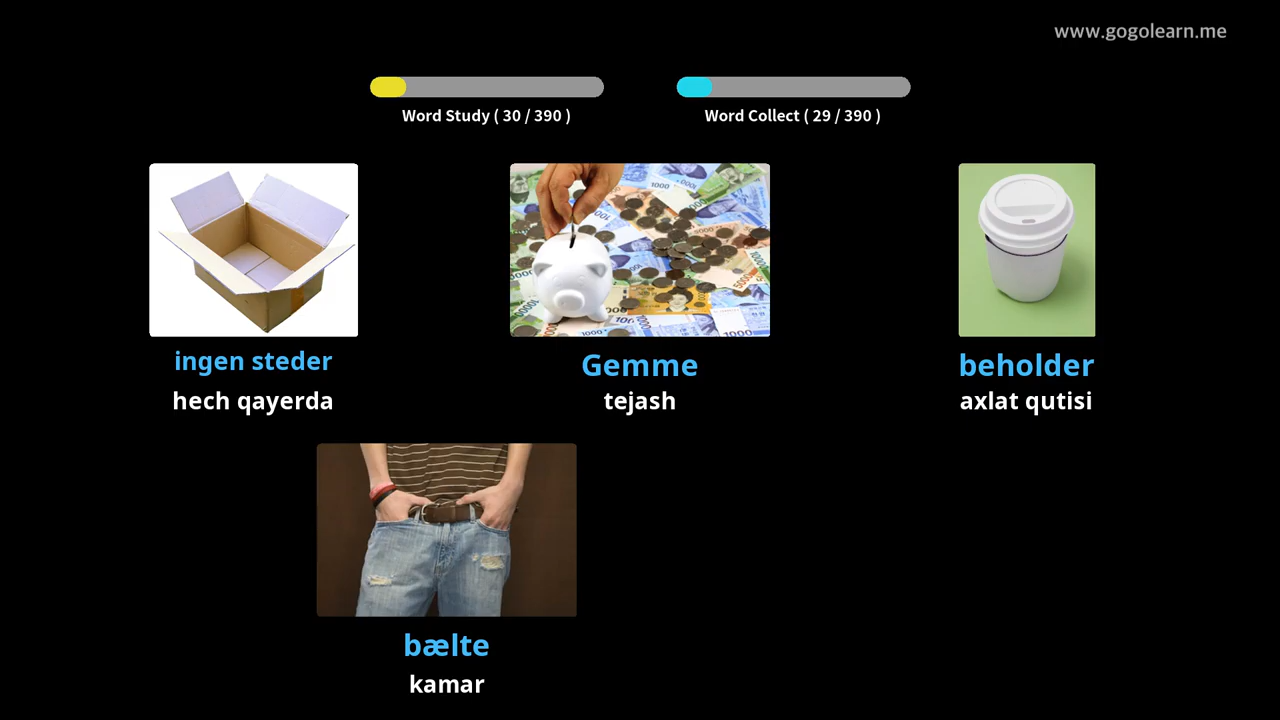 www.gogolearn.me
Word Study ( 30 / 390 )
Word Collect ( 29 / 390 )
ingen steder
hech qayerda
Gemme
tejash
beholder
axlat qutisi
bælte
kamar